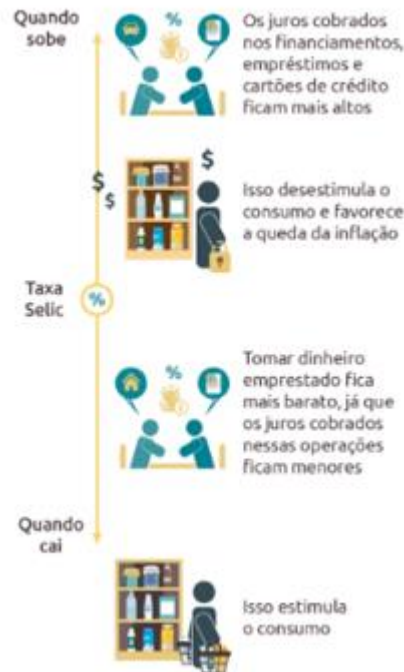 Quando
sobe
%
Os juros cobrados
nos financiamentos,
empréstimos e
cartões de crédito
ficam mais altos
$
$
$
Isso desestimula o
consumo e favorece
a queda da inflação
Taxa
Selic
%
%
Tomar dinheiro
emprestado fica
mais barato, já que
os juros cobrados
nessas operações
ficam menores
Quando
cai
Isso estimula
o consumo